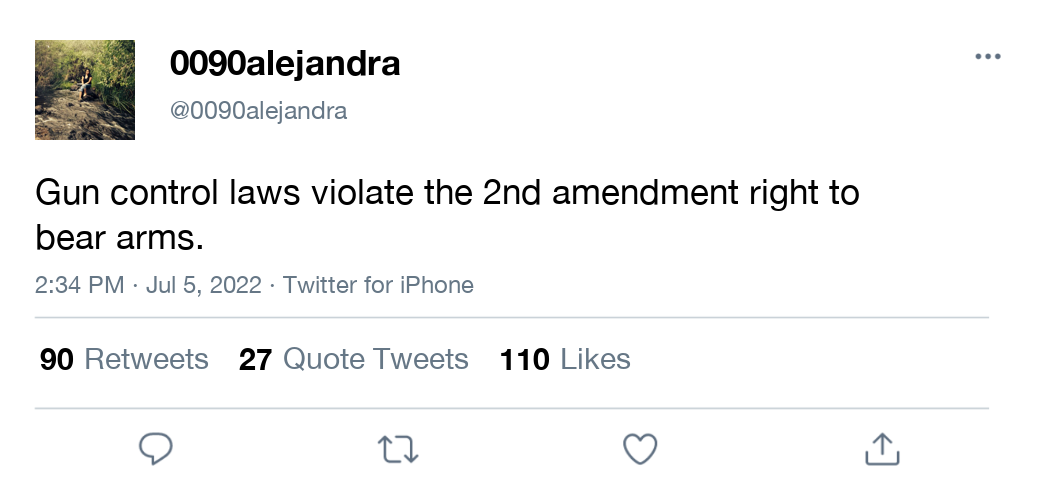 0090alejandra
@0090alejandra
Gun control laws violate the 2nd amendment right to
bear arms.
2:34 PM · Jul 5, 2022 · Twitter for iPhone
90 Retweets 27 Quote Tweets 110 Likes